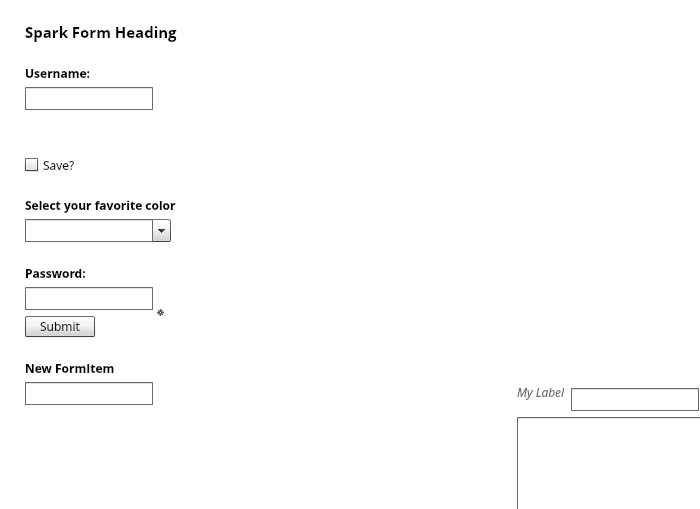 Spark Form Heading
Username:
Save?
Select your favorite color
Password:
Submit
New FormItem
My Label